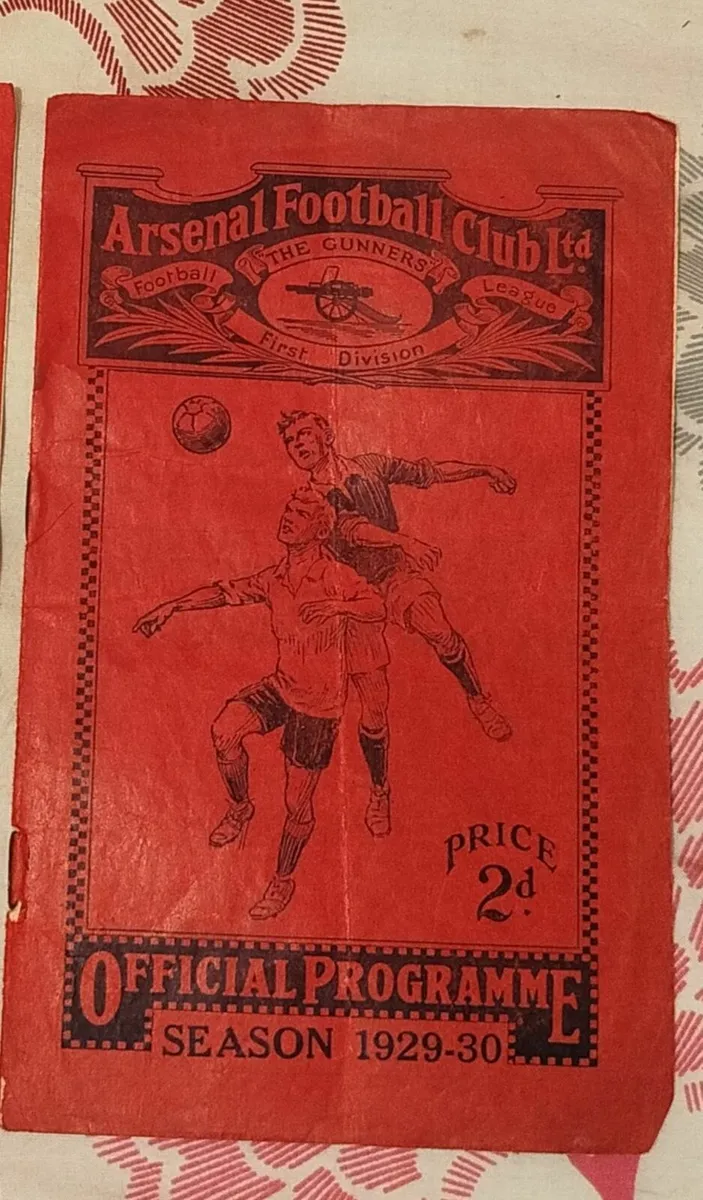 Arsenal Football Club Ltd.
THE GUNNERS
Football League
First Division
PRICE
2d.
OFFICIAL PROGRAMME
SEASON 1929-30